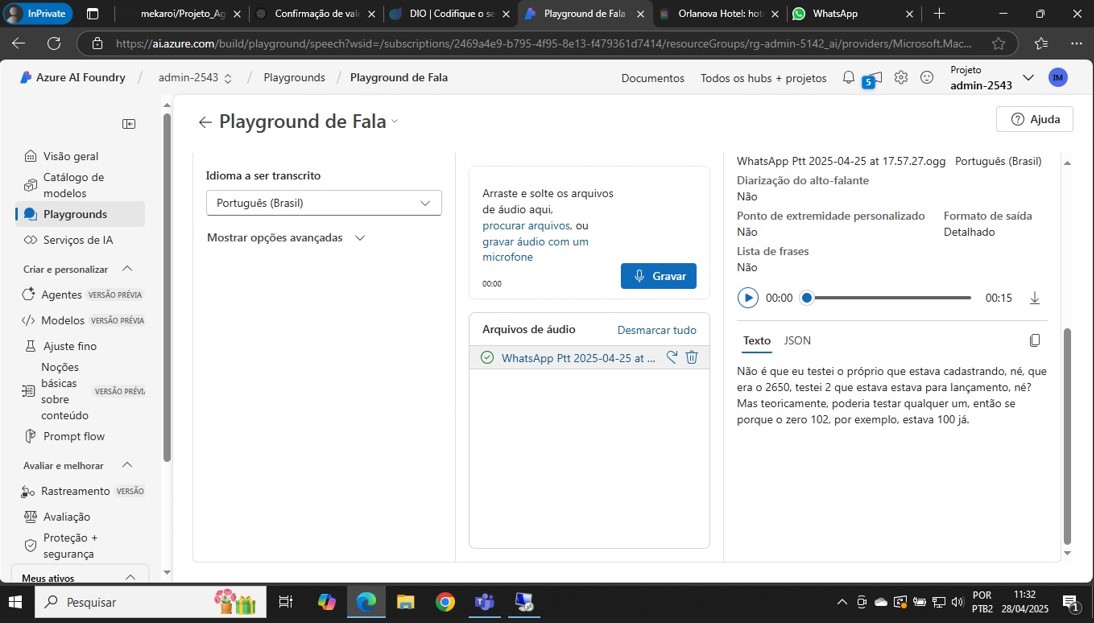 InPrivate
mekaroi/Projeto_Ag
Confirmação de val
DIO | Codifique o se
Playground de Fala
Orlanova Hotel: hot
WhatsApp
https://ai.azure.com/build/playground/speech?wsid=/subscriptions/2469a4e9-b795-4f95-8e13-f479361d7414/resourceGroups/rg-admin-5142_ai/providers/Microsoft.Mac...
Azure AI Foundry / admin-2543 / Playgrounds / Playground de Fala
Documentos
Todos os hubs + projetos
5
Projeto
admin-2543
IM
Playground de Fala
Ajuda
Visão geral
Catálogo de
modelos
Playgrounds
Serviços de IA
Criar e personalizar
Agentes VERSÃO PRÉVIA
Modelos VERSÃO PRÉVIA
Ajuste fino
Noções
básicas
sobre
conteúdo
VERSÃO PRÉVI
Prompt flow
Avaliar e melhorar
Rastreamento VERSÃO
Avaliação
Proteção +
segurança
Meus ativos
Idioma a ser transcrito
Português (Brasil)
Mostrar opções avançadas
Arraste e solte os arquivos
de áudio aqui,
procurar arquivos, ou
gravar áudio com um
microfone
00:00
Gravar
Arquivos de áudio
Desmarcar tudo
WhatsApp Ptt 2025-04-25 at ...
WhatsApp Ptt 2025-04-25 at 17.57.27.ogg Português (Brasil)
Diarização do alto-falante
Não
Ponto de extremidade personalizado
Não
Formato de saída
Detalhado
Lista de frases
Não
00:00
00:15
Texto
JSON
Não é que eu testei o próprio que estava cadastrando, né, que
era o 2650, testei 2 que estava estava para lançamento, né?
Mas teoricamente, poderia testar qualquer um, então se
porque o zero 102, por exemplo, estava 100 já.
Pesquisar
POR
PTB2
11:32
28/04/2025
1